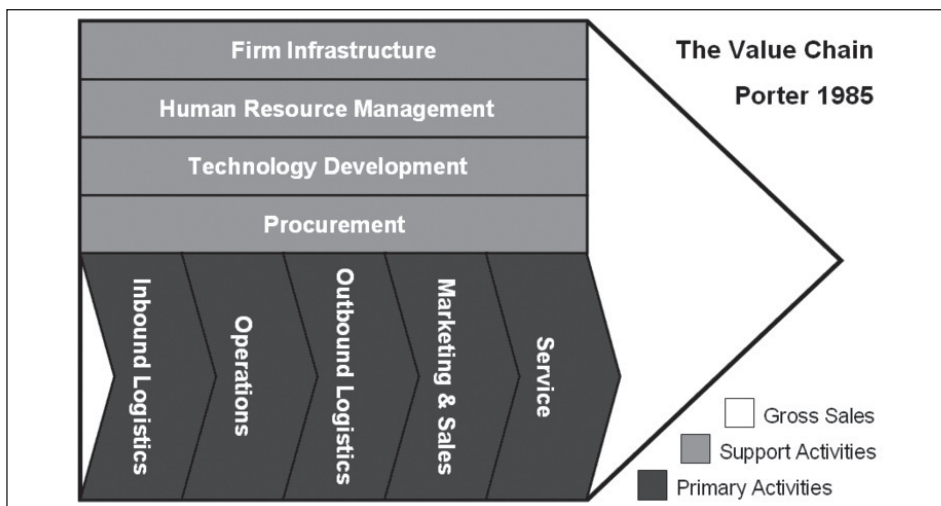 Firm Infrastructure
Human Resource Management
Technology Development
Procurement
Inbound Logistics
Operations
Outbound Logistics
Marketing & Sales
Service
The Value Chain
Porter 1985
Gross Sales
Support Activities
Primary Activities